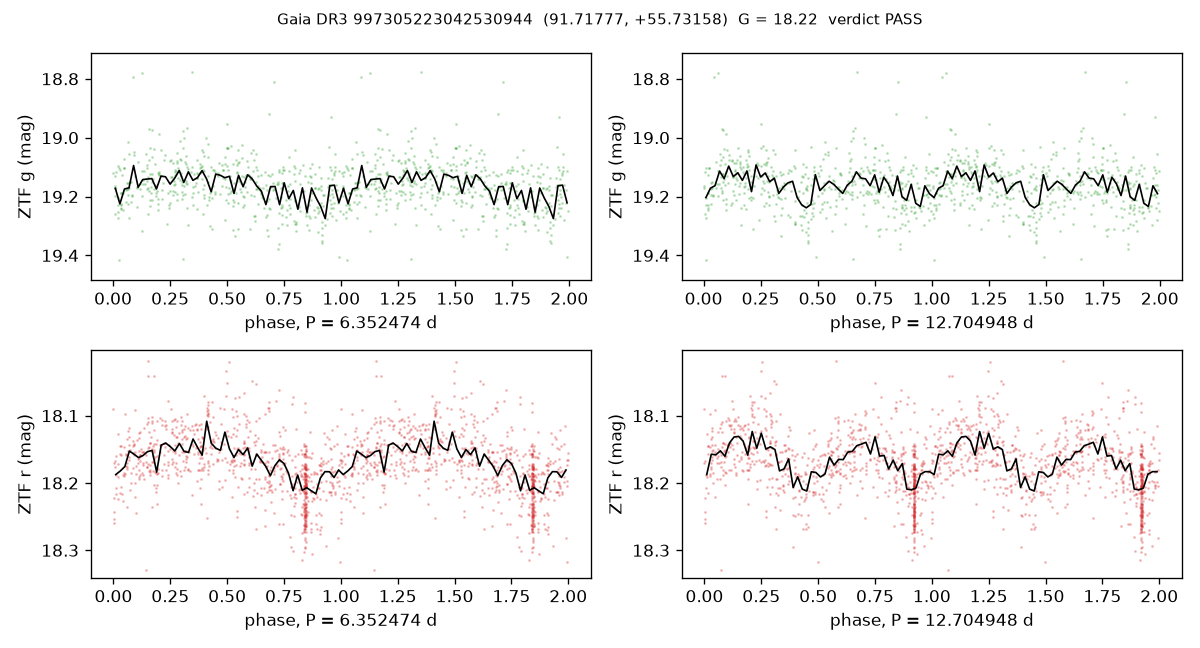 Gaia DR3 997305223042530944  (91.71777, +55.73158)  G = 18.22  verdict PASS
ZTF g (mag)
18.8
19.0
19.2
19.4
0.00 0.25 0.50 0.75 1.00 1.25 1.50 1.75 2.00
phase, P = 6.352474 d
ZTF g (mag)
18.8
19.0
19.2
19.4
0.00 0.25 0.50 0.75 1.00 1.25 1.50 1.75 2.00
phase, P = 12.704948 d
ZTF r (mag)
18.1
18.2
18.3
0.00 0.25 0.50 0.75 1.00 1.25 1.50 1.75 2.00
phase, P = 6.352474 d
ZTF r (mag)
18.1
18.2
18.3
0.00 0.25 0.50 0.75 1.00 1.25 1.50 1.75 2.00
phase, P = 12.704948 d